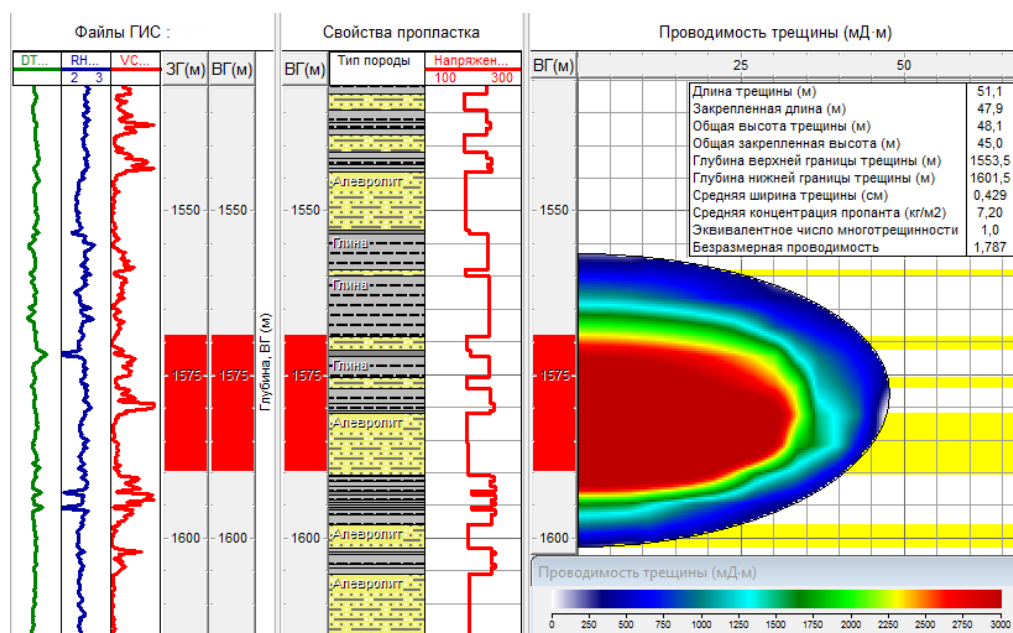 Файлы ГИС :
DT... RH... VC...
2 3
ЗГ(м) ВГ(м)
1550 1550
1575 1575
1600 1600
Глубина, ВГ (м)
Свойства пропластка
ВГ(м) Тип породы Напряжен...
100 300
Алевролит
1550
Глина
Глина
Глина
1575
Алевролит
Алевролит
1600
Алевролит
Проводимость трещины (мД·м)
ВГ(м) 25 50
1550
1575
1600
Длина трещины (м) 51,1
Закрепленная длина (м) 47,9
Общая высота трещины (м) 48,1
Общая закрепленная высота (м) 45,0
Глубина верхней границы трещины (м) 1553,5
Глубина нижней границы трещины (м) 1601,5
Средняя ширина трещины (см) 0,429
Средняя концентрация пропанта (кг/м2) 7,20
Эквивалентное число многотрещинности 1,0
Безразмерная проводимость 1,787
Проводимость трещины (мД·м)
0 250 500 750 1000 1250 1500 1750 2000 2250 2500 2750 3000